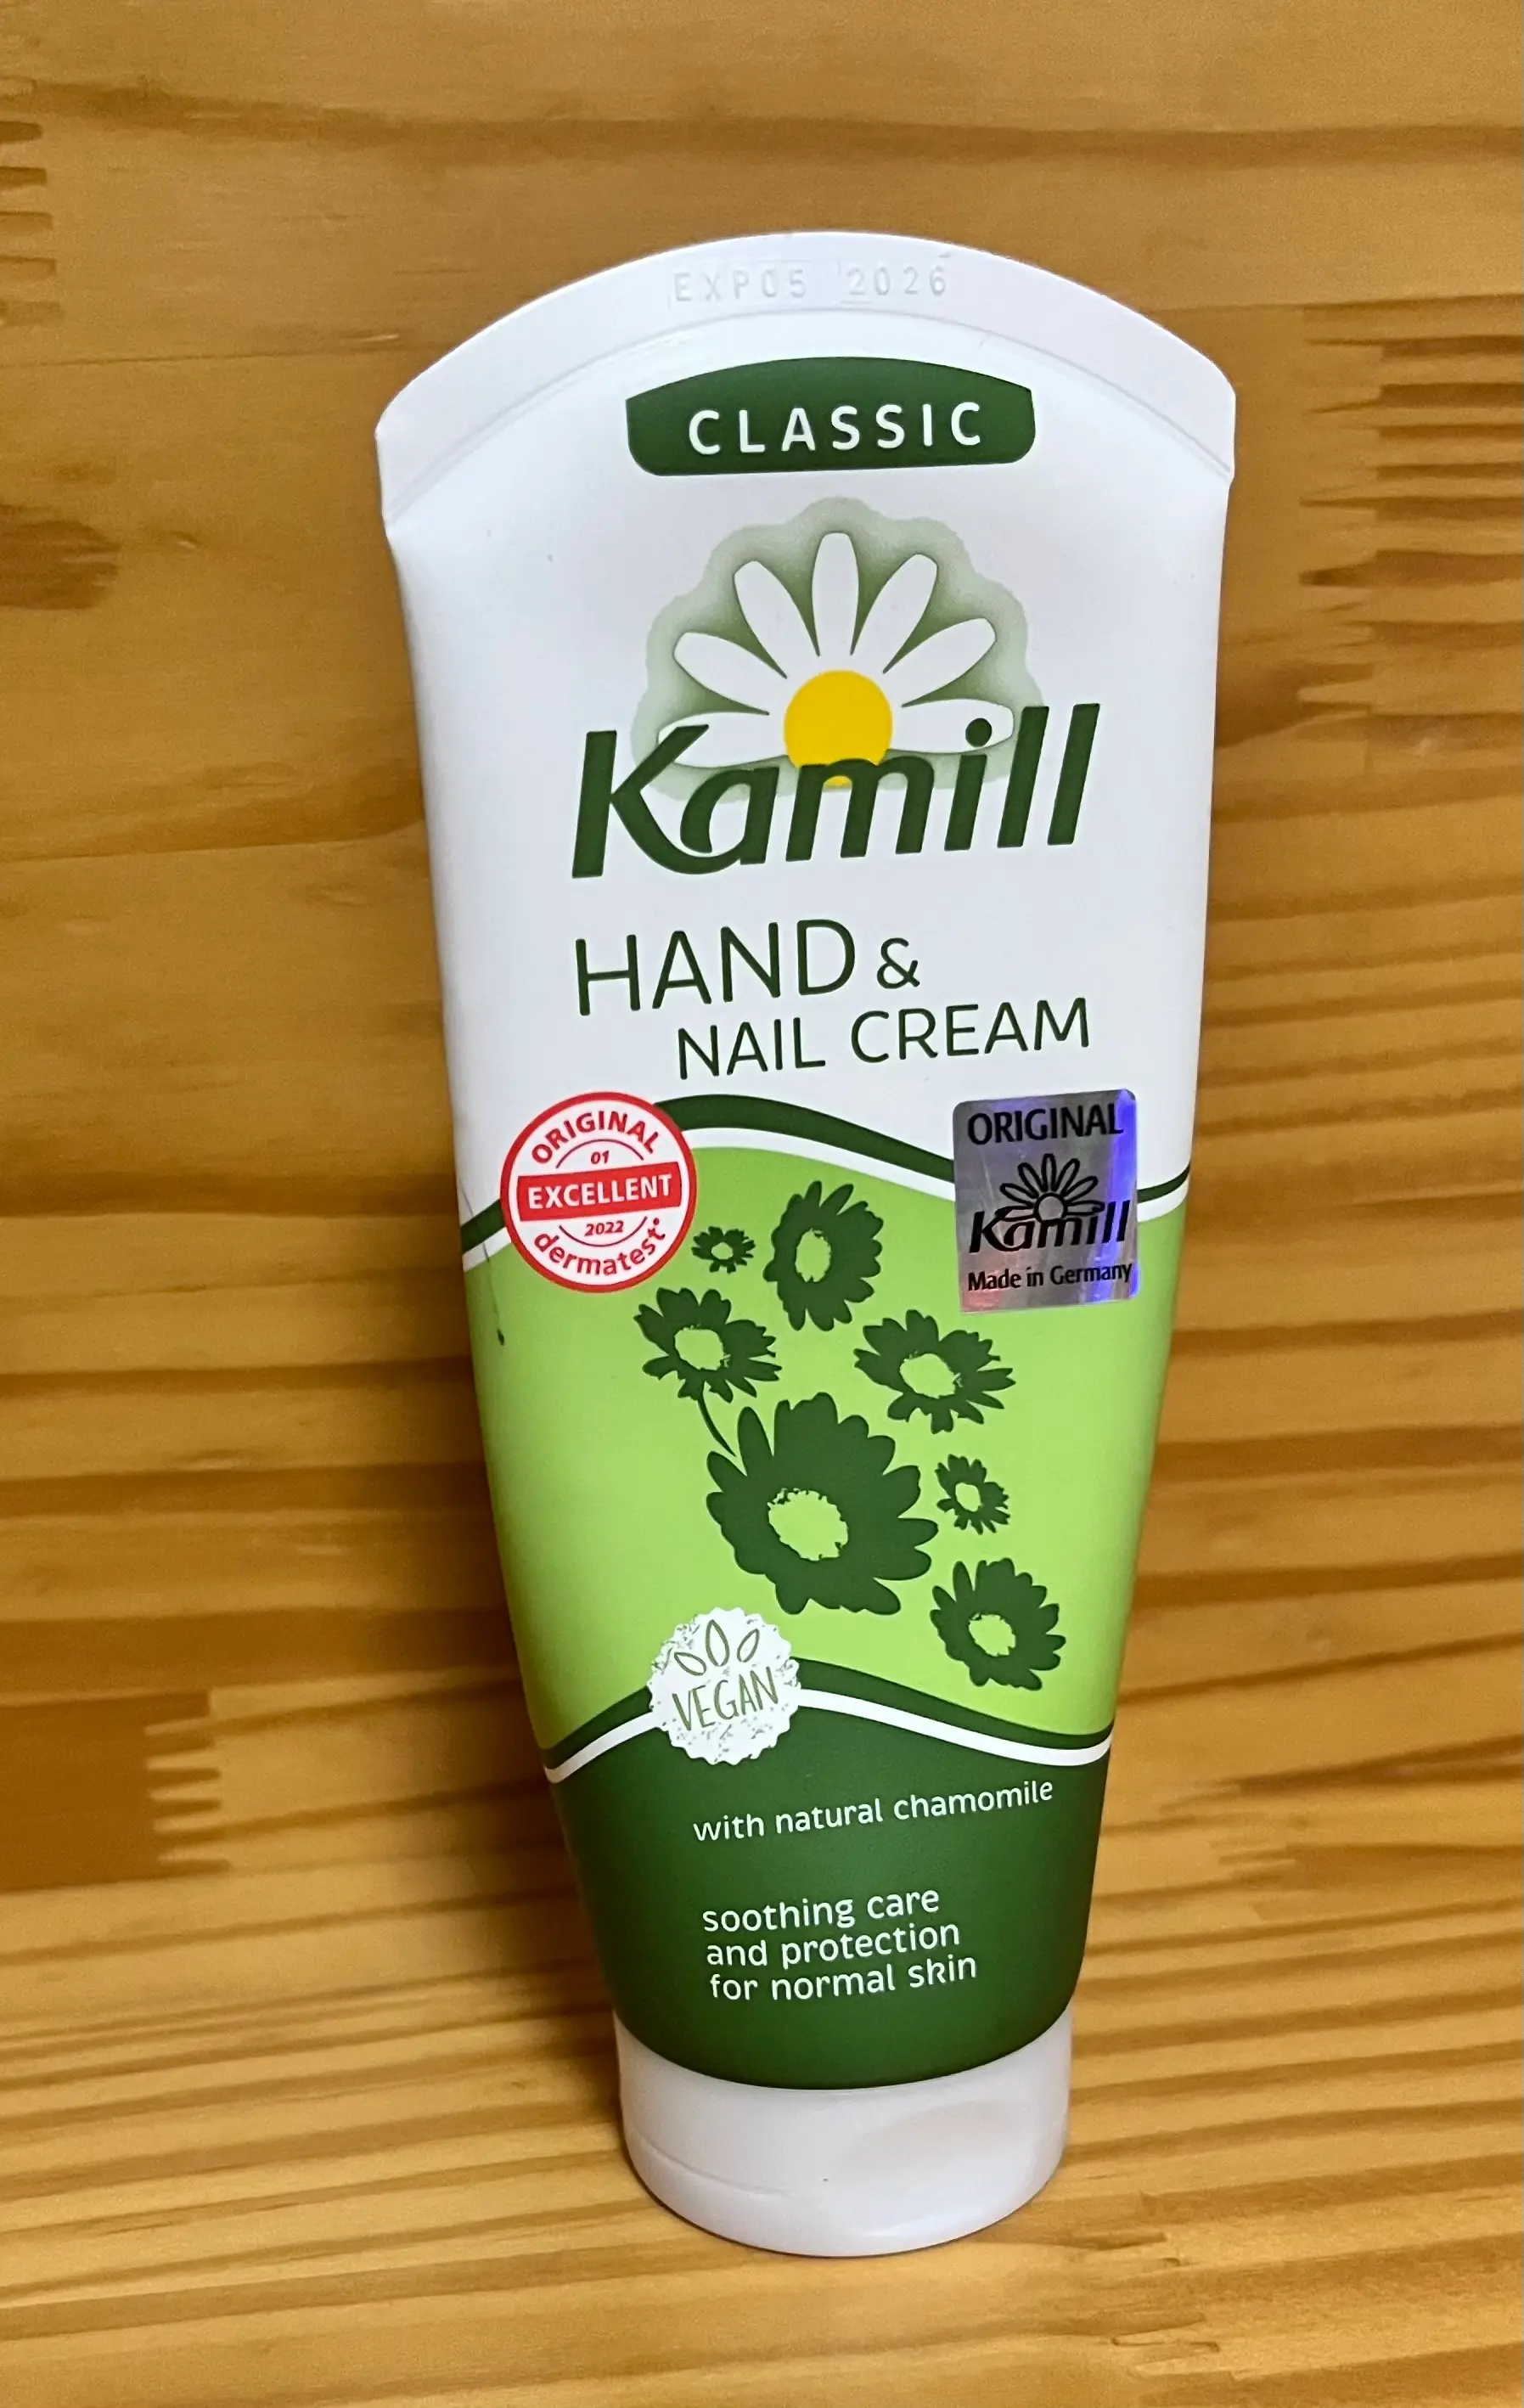 EXP05 2026
CLASSIC
Kamill
HAND &
NAIL CREAM
ORIGINAL
01
EXCELLENT
2022
dermatest
ORIGINAL
Kamill
Made in Germany
VEGAN
with natural chamomile
soothing care
and protection
for normal skin